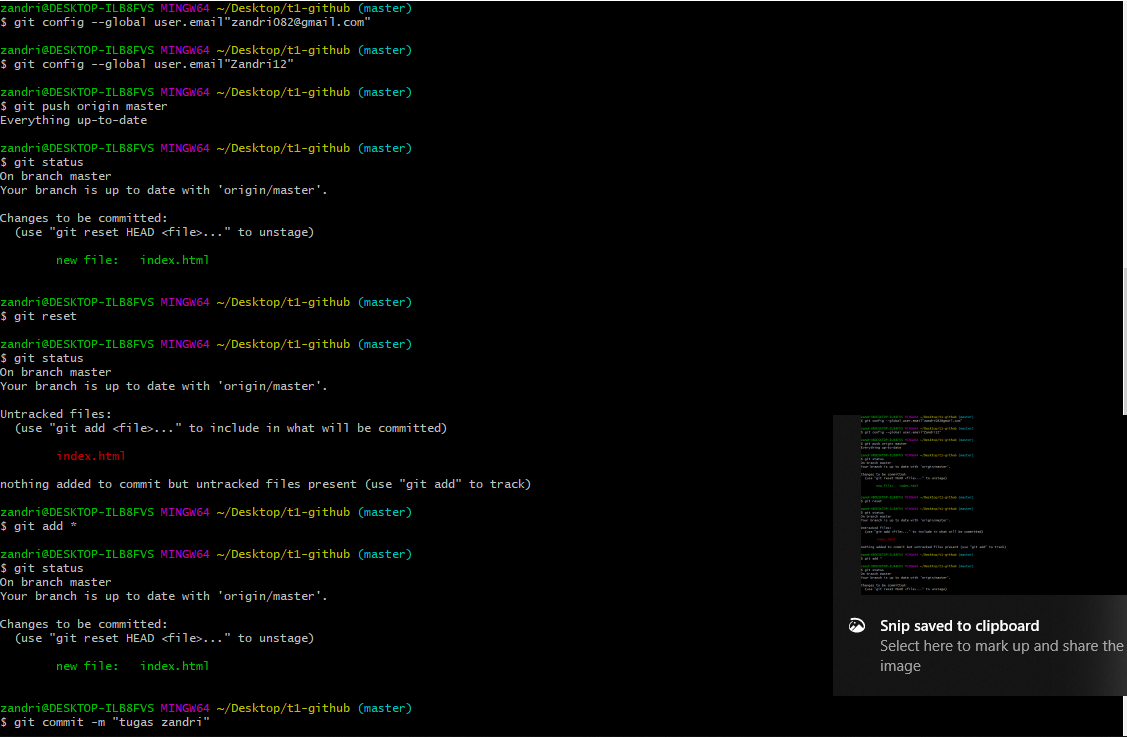 zandri@DESKTOP-ILB8FVS MINGW64 ~/Desktop/t1-github (master)
$ git config --global user.email"zandri082@gmail.com"
zandri@DESKTOP-ILB8FVS MINGW64 ~/Desktop/t1-github (master)
$ git config --global user.email"Zandri12"
zandri@DESKTOP-ILB8FVS MINGW64 ~/Desktop/t1-github (master)
$ git push origin master
Everything up-to-date
zandri@DESKTOP-ILB8FVS MINGW64 ~/Desktop/t1-github (master)
$ git status
On branch master
Your branch is up to date with 'origin/master'.
Changes to be committed:
(use "git reset HEAD <file>..." to unstage)
new file: index.html
zandri@DESKTOP-ILB8FVS MINGW64 ~/Desktop/t1-github (master)
$ git reset
zandri@DESKTOP-ILB8FVS MINGW64 ~/Desktop/t1-github (master)
$ git status
On branch master
Your branch is up to date with 'origin/master'.
Untracked files:
(use "git add <file>..." to include in what will be committed)
index.html
nothing added to commit but untracked files present (use "git add" to track)
zandri@DESKTOP-ILB8FVS MINGW64 ~/Desktop/t1-github (master)
$ git add *
zandri@DESKTOP-ILB8FVS MINGW64 ~/Desktop/t1-github (master)
$ git status
On branch master
Your branch is up to date with 'origin/master'.
Changes to be committed:
(use "git reset HEAD <file>..." to unstage)
new file: index.html
zandri@DESKTOP-ILB8FVS MINGW64 ~/Desktop/t1-github (master)
$ git commit -m "tugas zandri"
Snip saved to clipboard
Select here to mark up and share the
image